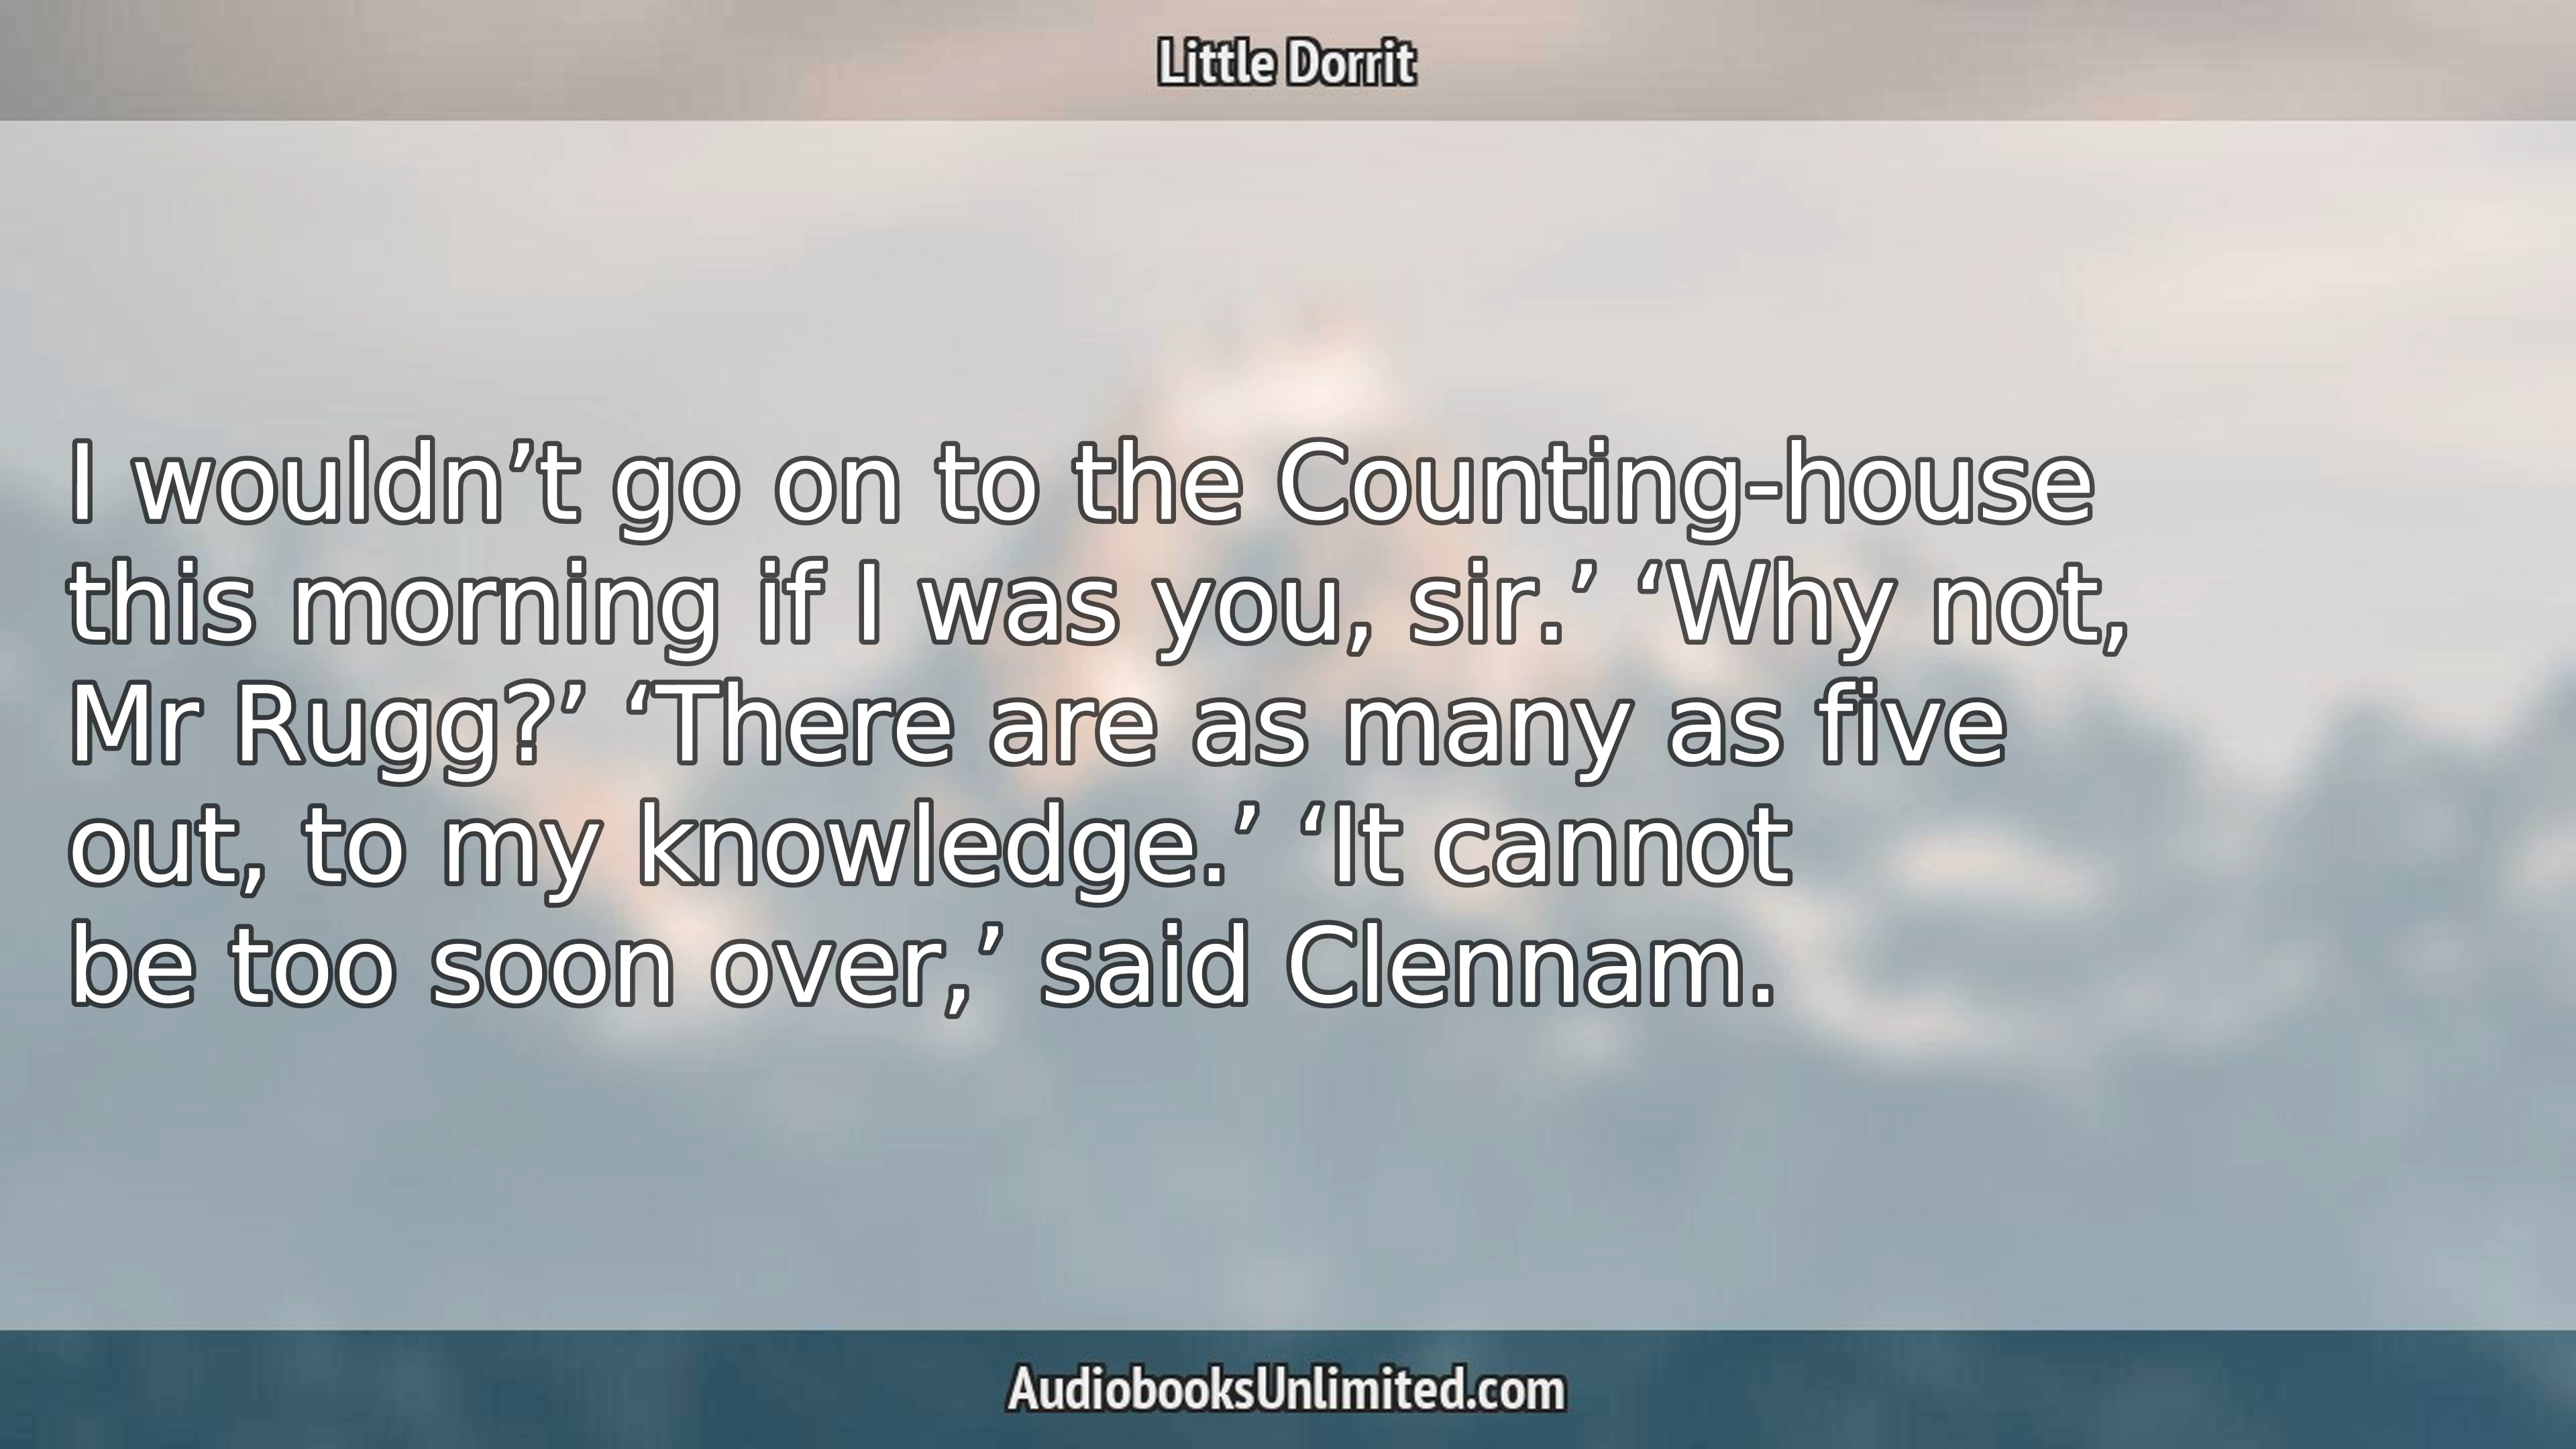 Little Dorrit
I wouldn’t go on to the Counting-house
this morning if I was you, sir.’ ‘Why not,
Mr Rugg?’ ‘There are as many as five
out, to my knowledge.’ ‘It cannot
be too soon over,’ said Clennam.
AudiobooksUnlimited.com